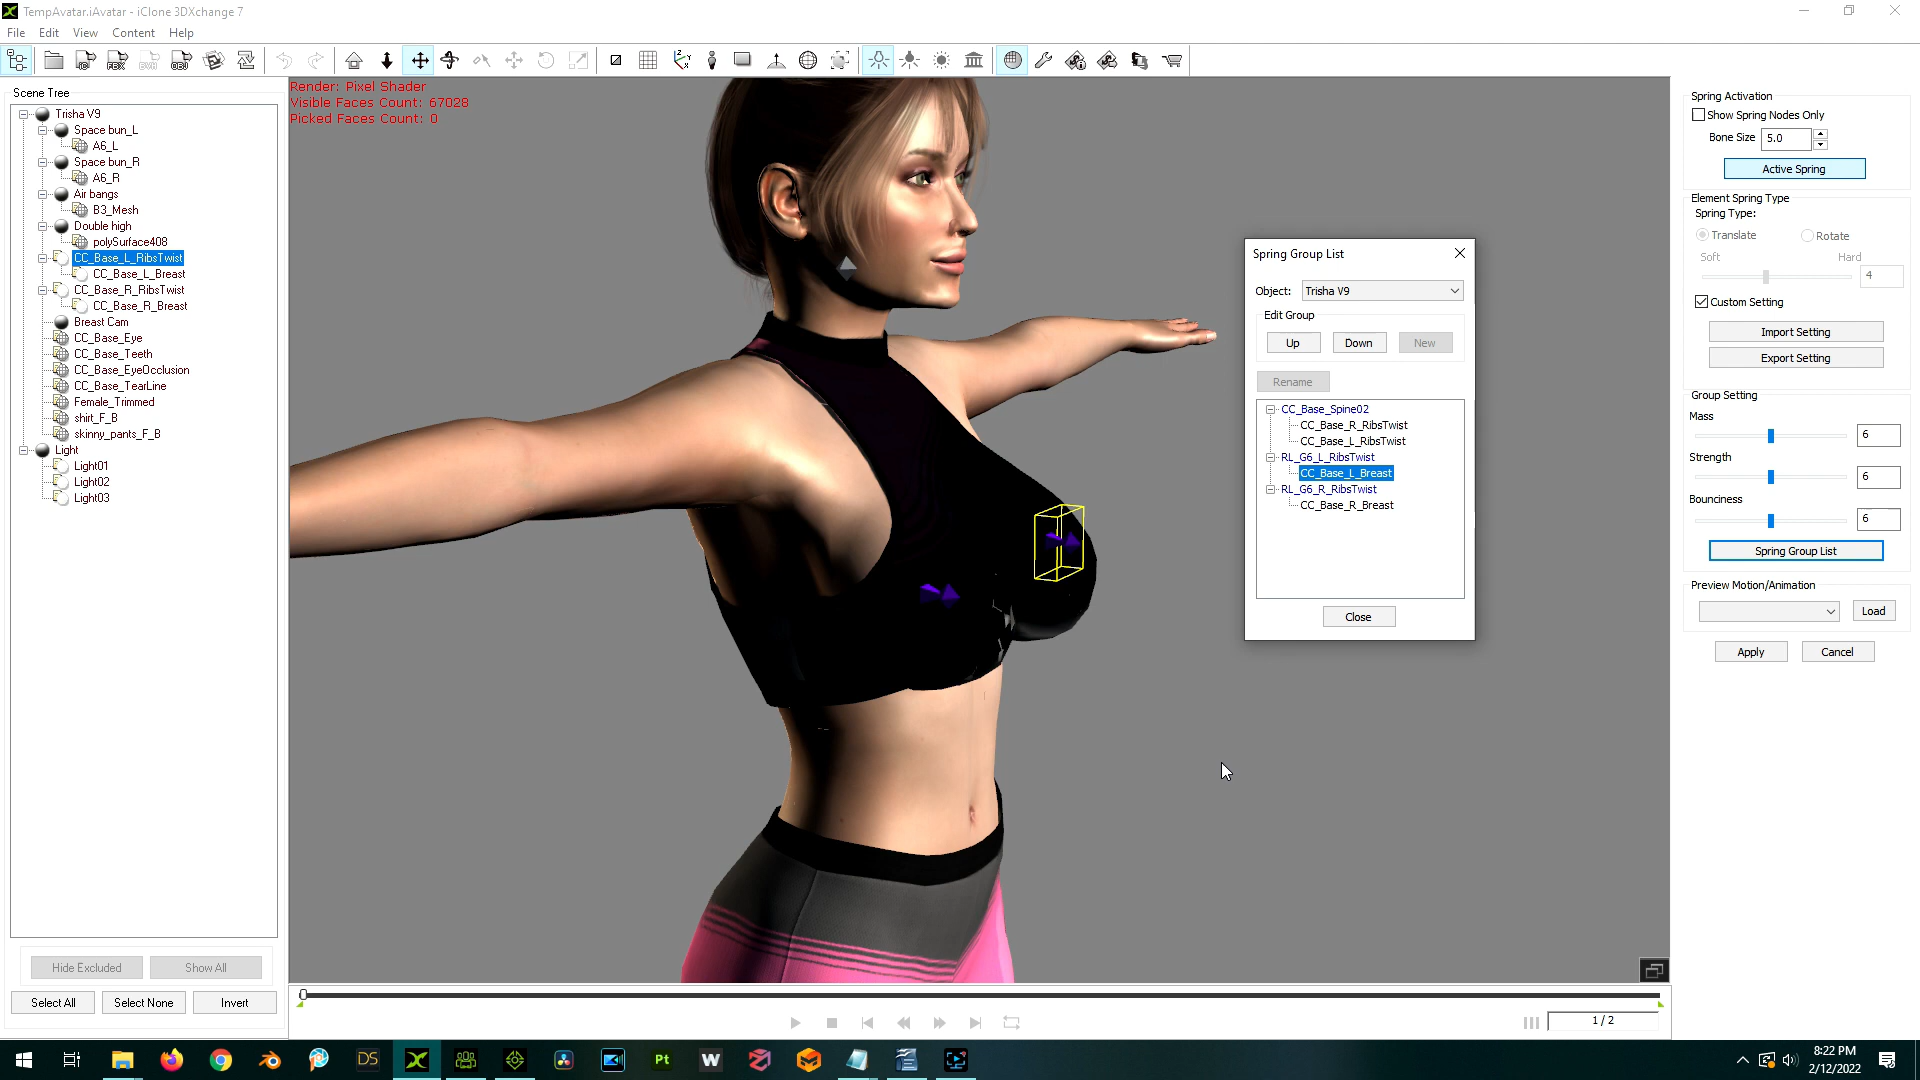 TempAvatar.iAvatar - iClone 3DXchange 7
File Edit View Content Help
iC FBX BVH OBJ
Scene Tree
Trisha V9
Space bun_L
A6_L
Space bun_R
A6_R
Air bangs
B3_Mesh
Double high
polySurface408
CC_Base_L_RibsTwist
CC_Base_L_Breast
CC_Base_R_RibsTwist
CC_Base_R_Breast
Breast Cam
CC_Base_Eye
CC_Base_Teeth
CC_Base_EyeOcclusion
CC_Base_TearLine
Female_Trimmed
shirt_F_B
skinny_pants_F_B
Light
Light01
Light02
Light03
Hide Excluded Show All
Select All Select None Invert
Render: Pixel Shader
Visible Faces Count: 67028
Picked Faces Count: 0
Spring Group List
Object: Trisha V9
Edit Group
Up Down New
Rename
CC_Base_Spine02
CC_Base_R_RibsTwist
CC_Base_L_RibsTwist
RL_G6_L_RibsTwist
CC_Base_L_Breast
RL_G6_R_RibsTwist
CC_Base_R_Breast
Close
Spring Activation
Show Spring Nodes Only
Bone Size 5.0
Active Spring
Element Spring Type
Spring Type:
Translate Rotate
Soft Hard
4
Custom Setting
Import Setting
Export Setting
Group Setting
Mass
6
Strength
6
Bounciness
6
Spring Group List
Preview Motion/Animation
Load
Apply Cancel
1 / 2
DS Pt W
8:22 PM
2/12/2022